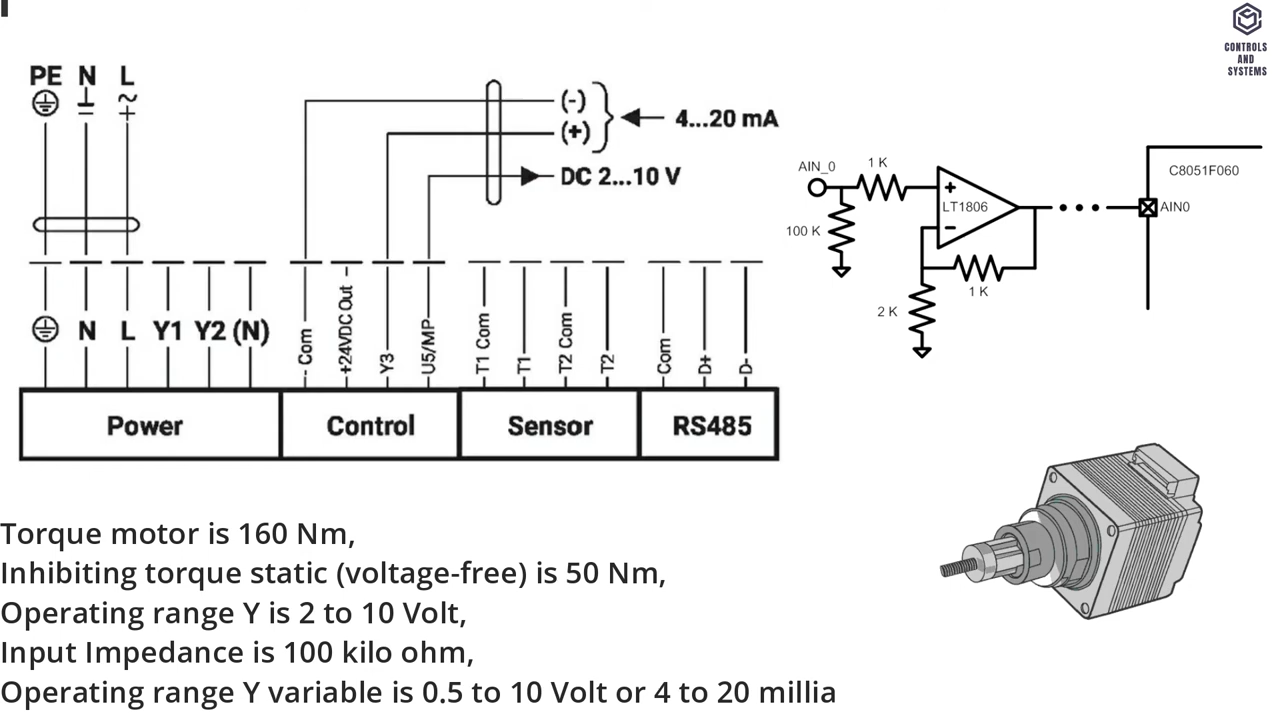 CONTROLS
AND
SYSTEMS
PE N L
(-)
(+)
4...20 mA
DC 2...10 V
N L Y1 Y2 (N)
- Com
+24VDC Out
Y3
U5/MP
T1 Com
T1
T2 Com
T2
Com
D+
D-
Power
Control
Sensor
RS485
AIN_0
1 K
100 K
+
LT1806
-
1 K
2 K
C8051F060
AIN0
Torque motor is 160 Nm,
Inhibiting torque static (voltage-free) is 50 Nm,
Operating range Y is 2 to 10 Volt,
Input Impedance is 100 kilo ohm,
Operating range Y variable is 0.5 to 10 Volt or 4 to 20 millia